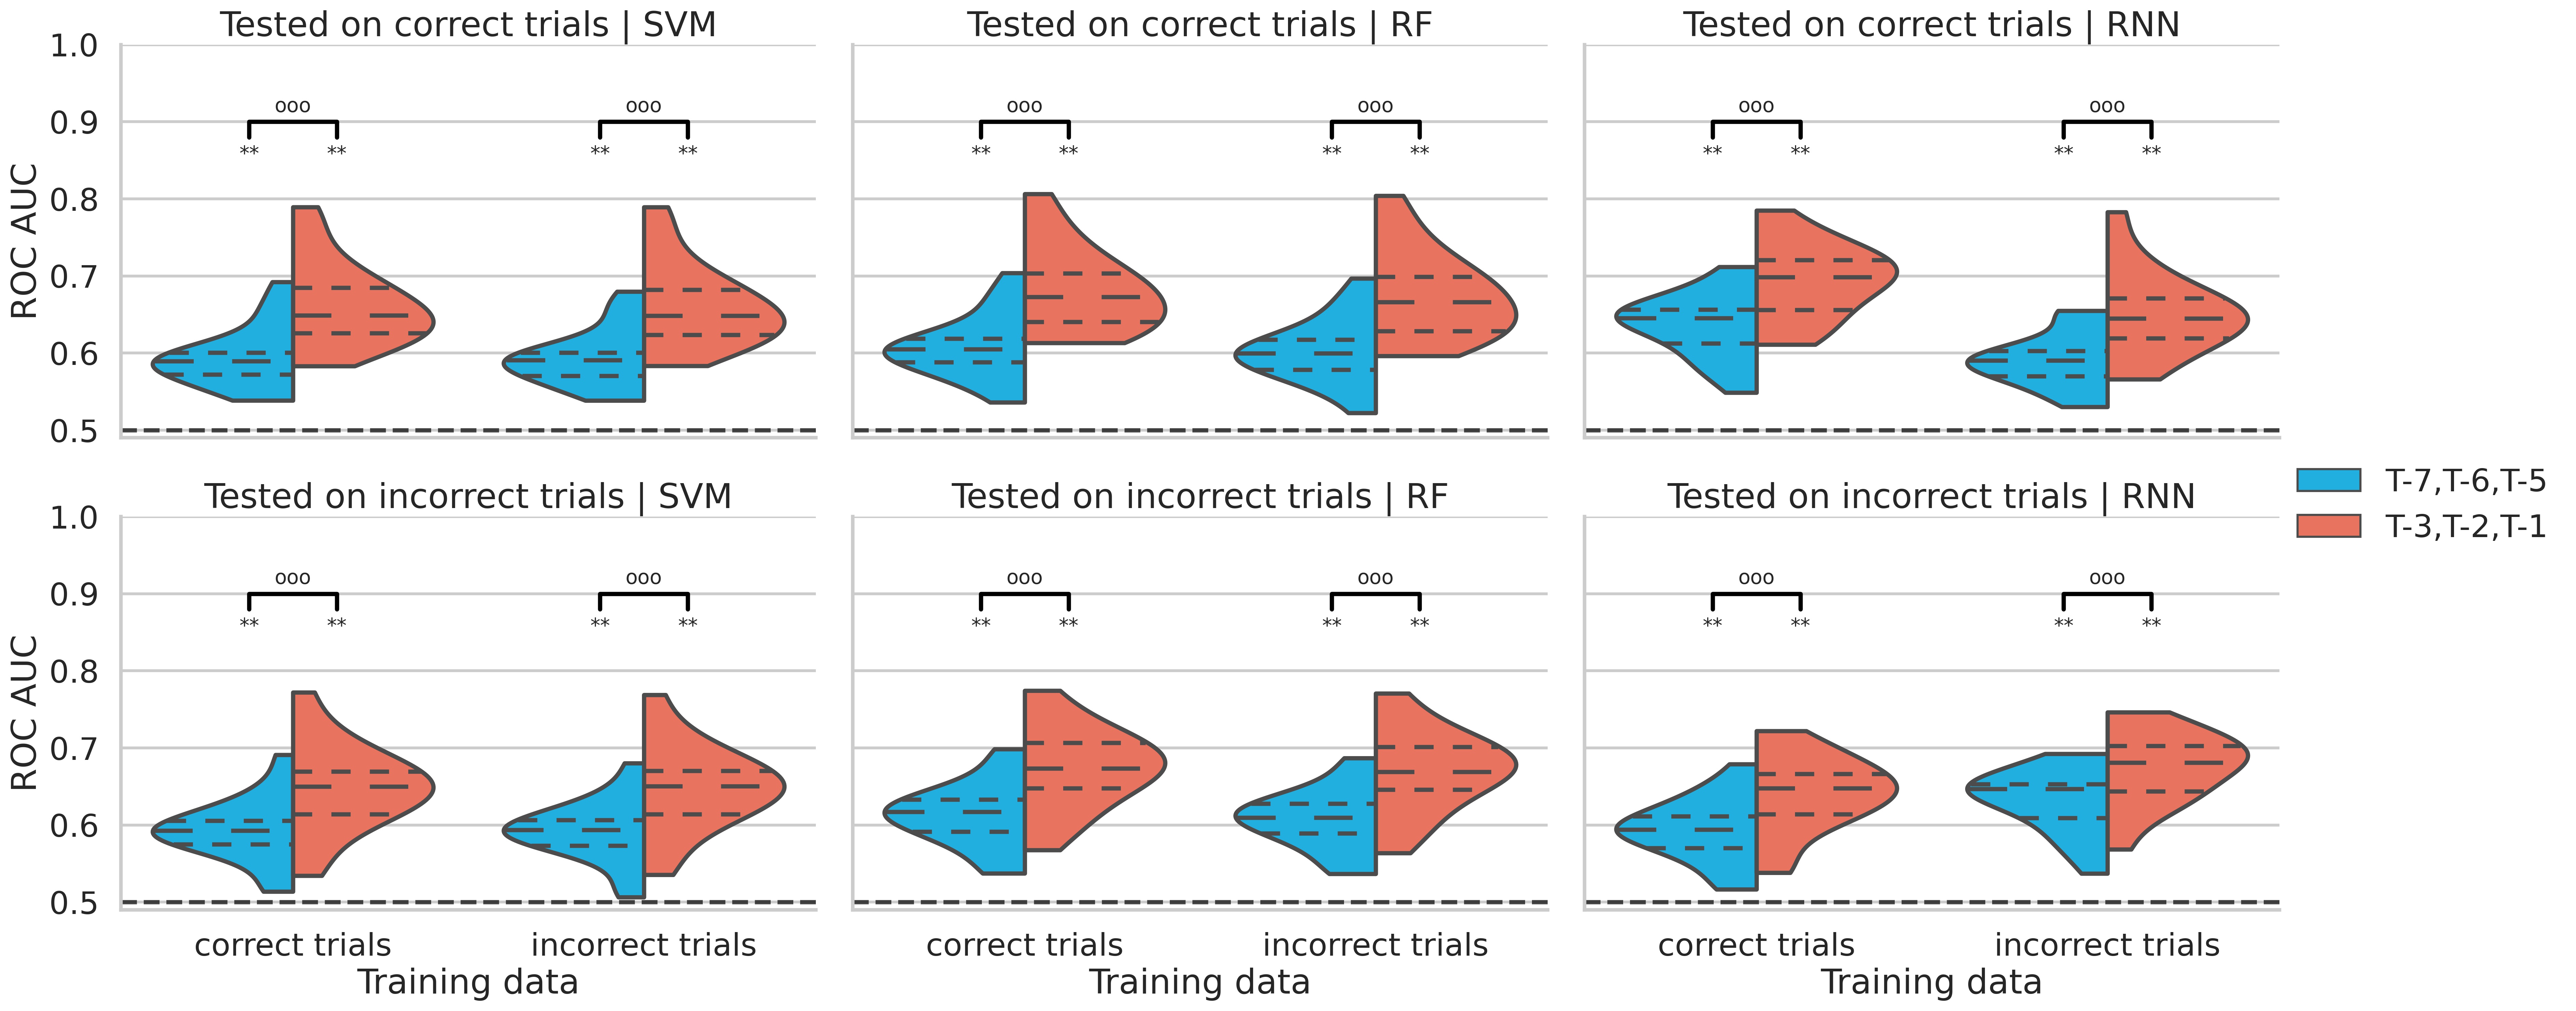 Tested on correct trials | SVM
Tested on correct trials | RF
Tested on correct trials | RNN
ROC AUC
1.0
0.9
0.8
0.7
0.6
0.5
ooo
** **
ooo
** **
ooo
** **
ooo
** **
ooo
** **
ooo
** **
T-7,T-6,T-5
T-3,T-2,T-1
Tested on incorrect trials | SVM
Tested on incorrect trials | RF
Tested on incorrect trials | RNN
ROC AUC
1.0
0.9
0.8
0.7
0.6
0.5
ooo
** **
ooo
** **
ooo
** **
ooo
** **
ooo
** **
ooo
** **
correct trials incorrect trials
Training data
correct trials incorrect trials
Training data
correct trials incorrect trials
Training data